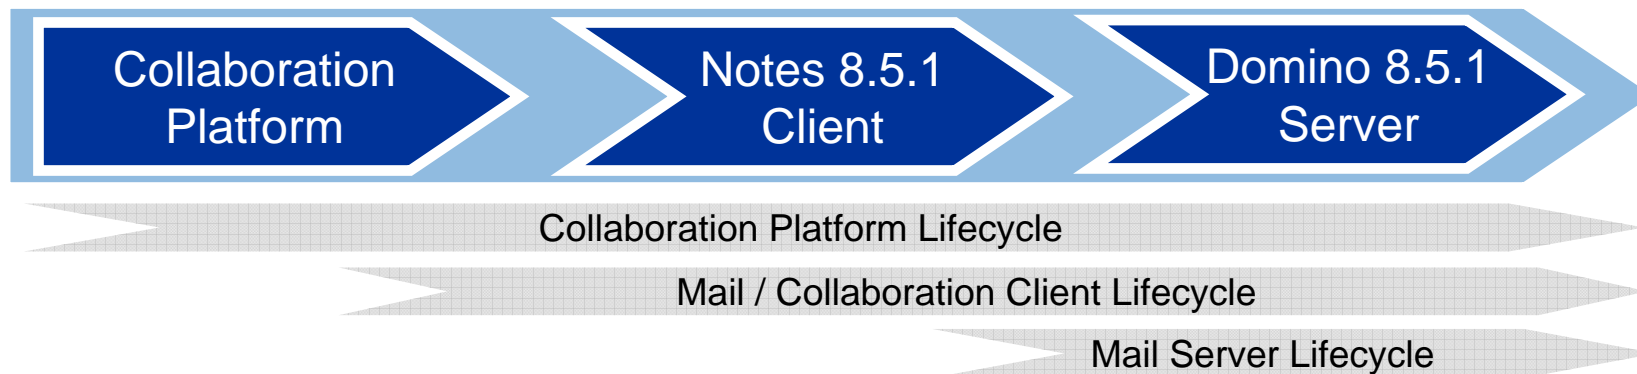 Collaboration
Platform
Notes 8.5.1
Client
Domino 8.5.1
Server
Collaboration Platform Lifecycle
Mail / Collaboration Client Lifecycle
Mail Server Lifecycle